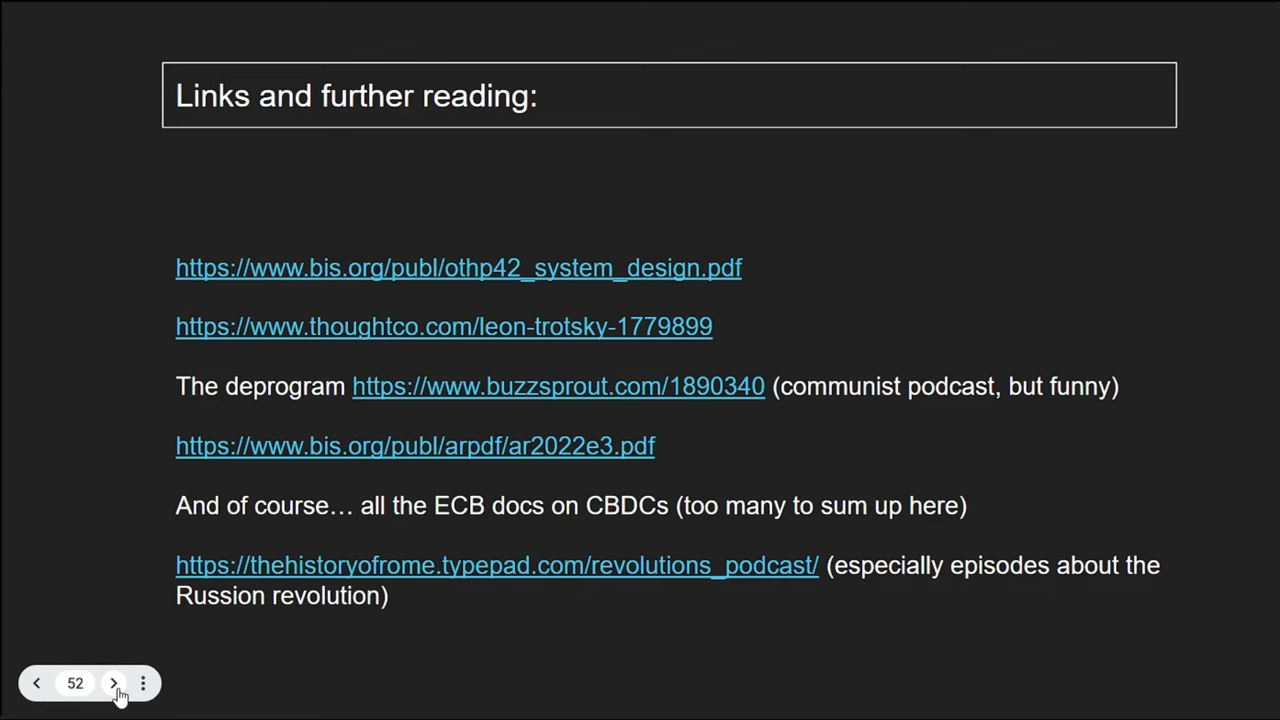 Links and further reading:
https://www.bis.org/publ/othp42_system_design.pdf
https://www.thoughtco.com/leon-trotsky-1779899
The deprogram https://www.buzzsprout.com/1890340 (communist podcast, but funny)
https://www.bis.org/publ/arpdf/ar2022e3.pdf
And of course… all the ECB docs on CBDCs (too many to sum up here)
https://thehistoryofrome.typepad.com/revolutions_podcast/ (especially episodes about the
Russion revolution)
52